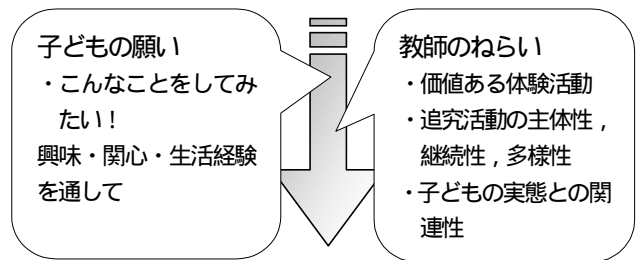 子どもの願い
・こんなことをしてみ
たい！
興味・関心・生活経験
を通して
教師のねらい
・価値ある体験活動
・追究活動の主体性，
継続性，多様性
・子どもの実態との関
連性